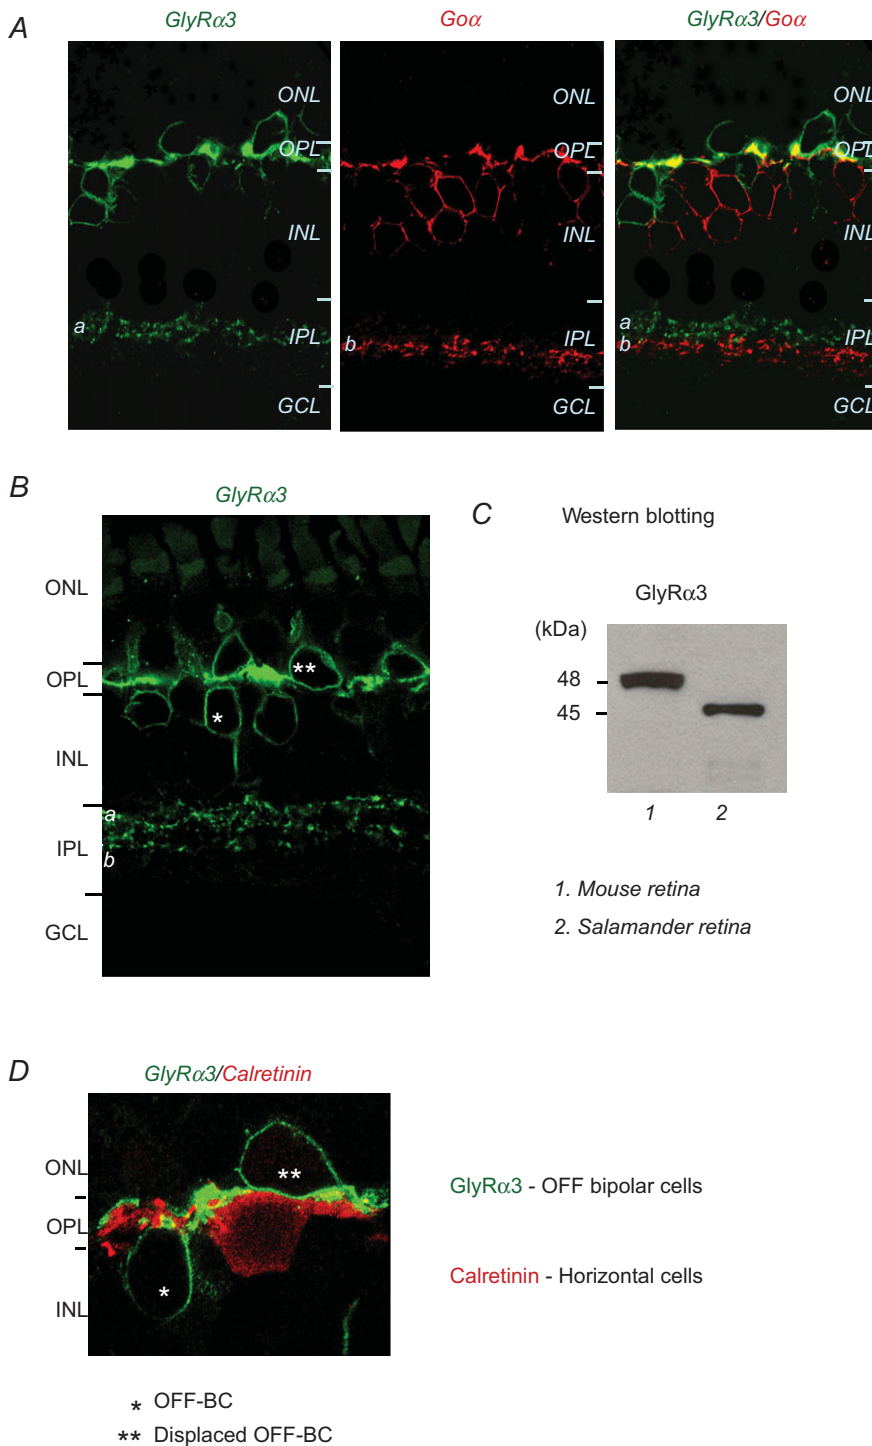 A
GlyRα3
Goα
GlyRα3/Goα
ONL
OPL
INL
a
IPL
GCL
ONL
OPL
INL
b
IPL
GCL
ONL
OPL
INL
a
b
IPL
GCL
B
GlyRα3
ONL
OPL
**
*
INL
a
IPL
b
GCL
C
Western blotting
GlyRα3
(kDa)
48
45
1 2
1. Mouse retina
2. Salamander retina
D
GlyRα3/Calretinin
ONL
**
OPL
*
INL
GlyRα3 - OFF bipolar cells
Calretinin - Horizontal cells
* OFF-BC
** Displaced OFF-BC